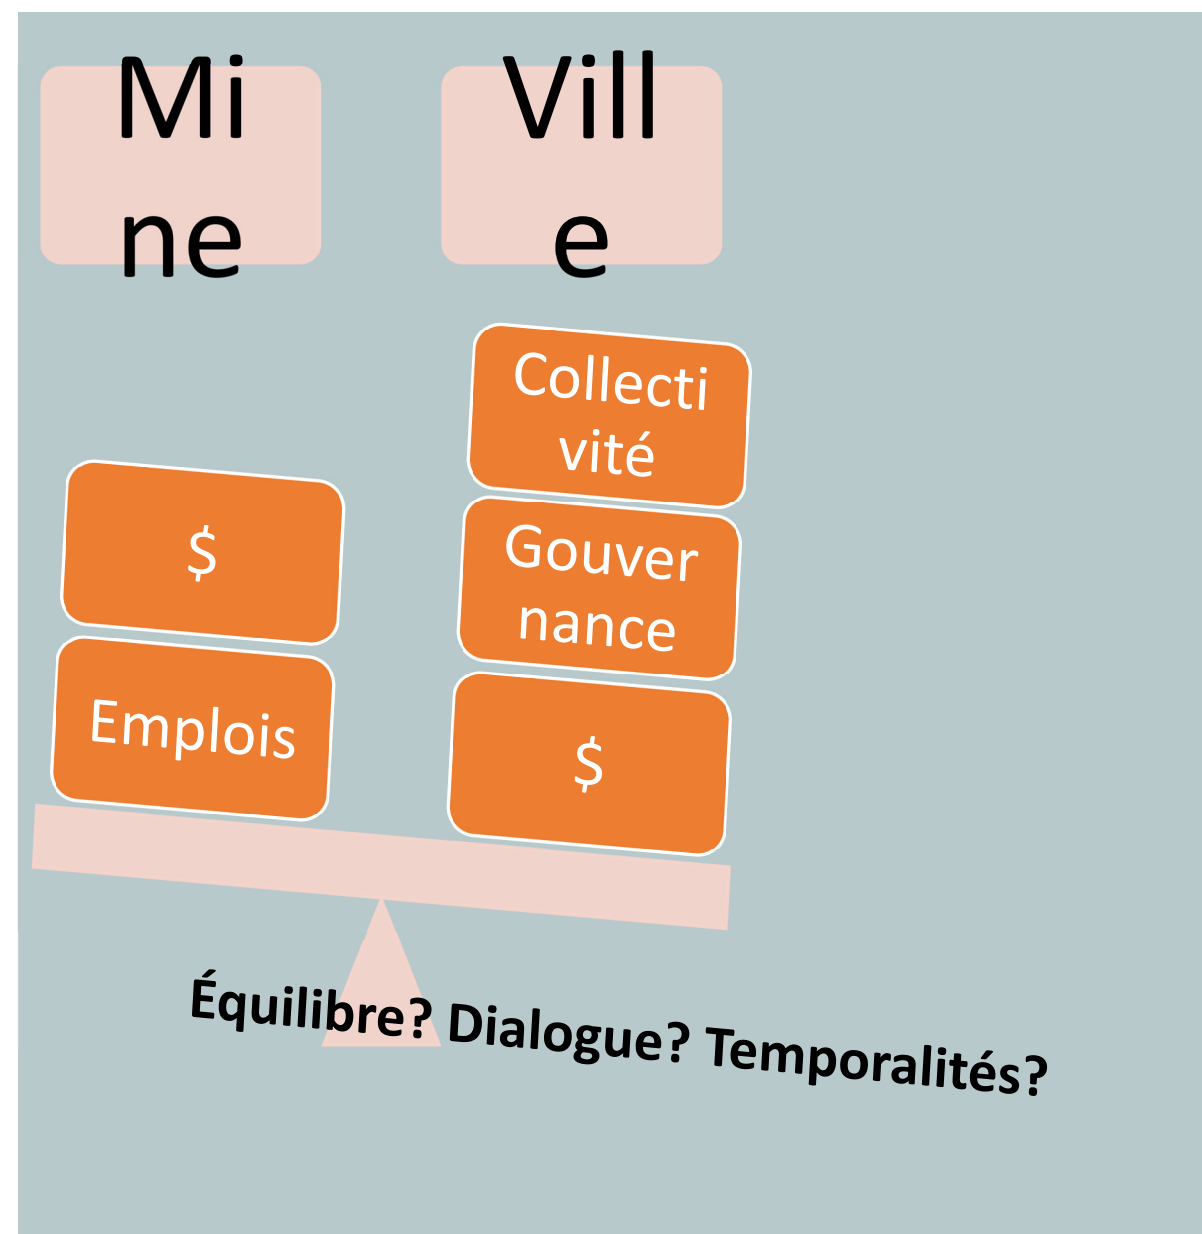 Mi
ne
Vill
e
Collecti
vité
Gouver
nance
$
$
Emplois
Équilibre? Dialogue? Temporalités?